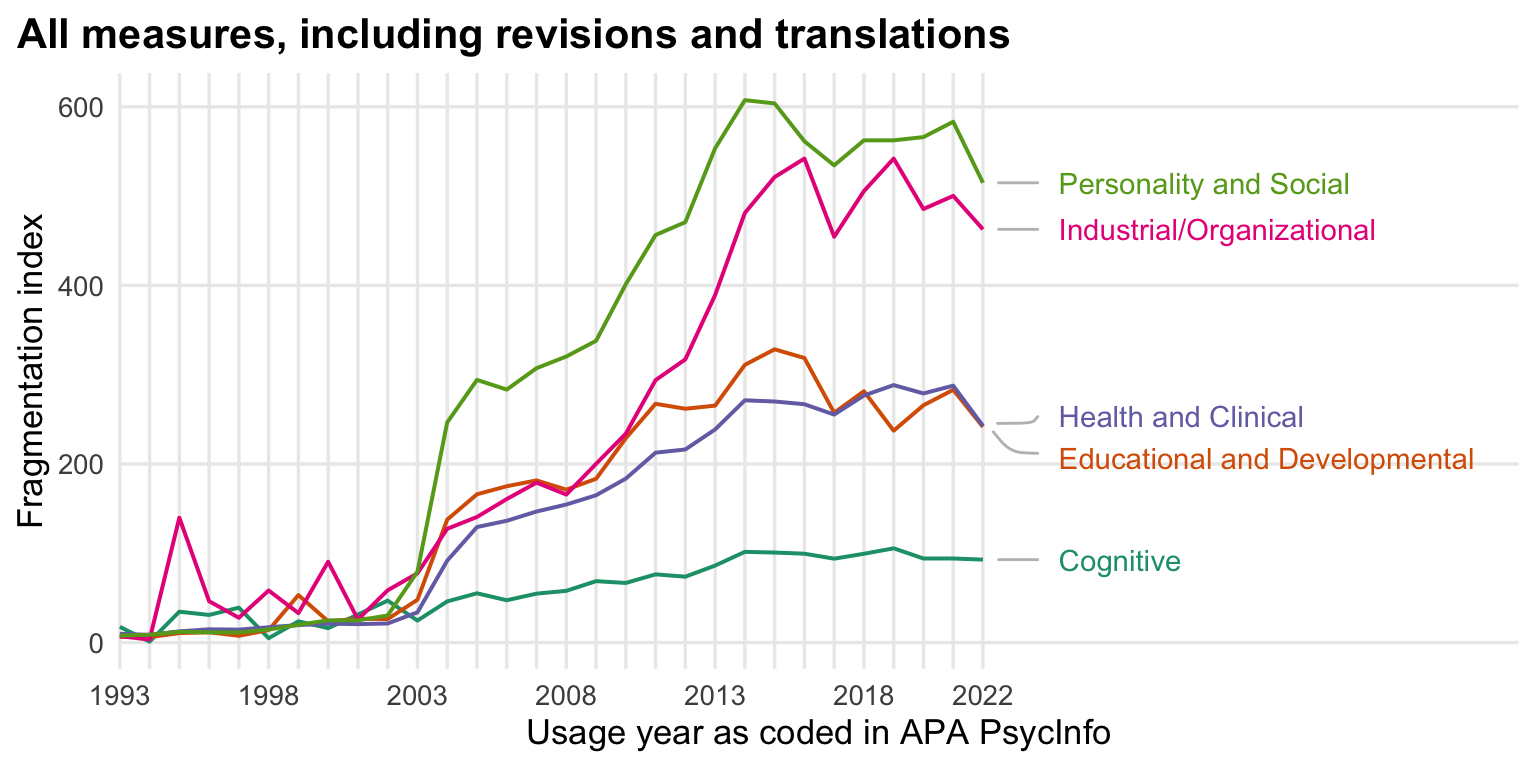 All measures, including revisions and translations
Fragmentation index
600
400
200
0
Personality and Social
Industrial/Organizational
Health and Clinical
Educational and Developmental
Cognitive
1993 1998 2003 2008 2013 2018 2022
Usage year as coded in APA PsycInfo